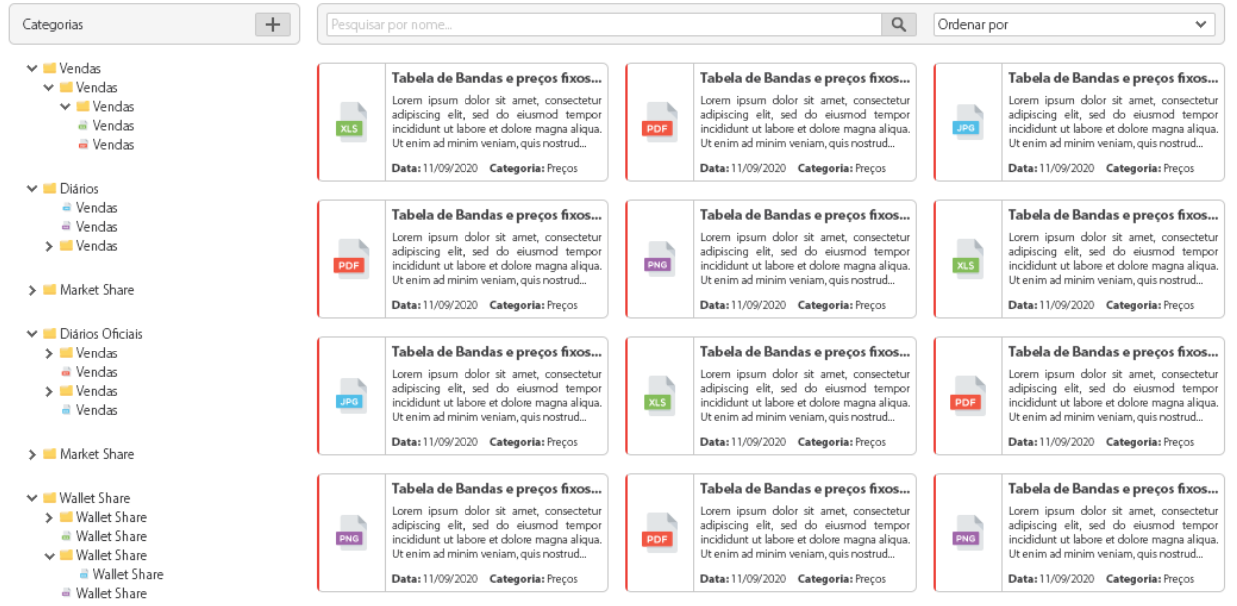 Categorias
Vendas
Vendas
Vendas
Vendas
Vendas
Diários
Vendas
Vendas
Vendas
Market Share
Diários Oficiais
Vendas
Vendas
Vendas
Vendas
Market Share
Wallet Share
Wallet Share
Wallet Share
Wallet Share
Wallet Share
Wallet Share
Pesquisar por nome...
Ordenar por
XLS
Tabela de Bandas e preços fixos...
Lorem ipsum dolor sit amet, consectetur
adipiscing elit, sed do eiusmod tempor
incididunt ut labore et dolore magna aliqua.
Ut enim ad minim veniam, quis nostrud...
Data: 11/09/2020 Categoria: Preços
PDF
Tabela de Bandas e preços fixos...
Lorem ipsum dolor sit amet, consectetur
adipiscing elit, sed do eiusmod tempor
incididunt ut labore et dolore magna aliqua.
Ut enim ad minim veniam, quis nostrud...
Data: 11/09/2020 Categoria: Preços
JPG
Tabela de Bandas e preços fixos...
Lorem ipsum dolor sit amet, consectetur
adipiscing elit, sed do eiusmod tempor
incididunt ut labore et dolore magna aliqua.
Ut enim ad minim veniam, quis nostrud...
Data: 11/09/2020 Categoria: Preços
PDF
Tabela de Bandas e preços fixos...
Lorem ipsum dolor sit amet, consectetur
adipiscing elit, sed do eiusmod tempor
incididunt ut labore et dolore magna aliqua.
Ut enim ad minim veniam, quis nostrud...
Data: 11/09/2020 Categoria: Preços
PNG
Tabela de Bandas e preços fixos...
Lorem ipsum dolor sit amet, consectetur
adipiscing elit, sed do eiusmod tempor
incididunt ut labore et dolore magna aliqua.
Ut enim ad minim veniam, quis nostrud...
Data: 11/09/2020 Categoria: Preços
XLS
Tabela de Bandas e preços fixos...
Lorem ipsum dolor sit amet, consectetur
adipiscing elit, sed do eiusmod tempor
incididunt ut labore et dolore magna aliqua.
Ut enim ad minim veniam, quis nostrud...
Data: 11/09/2020 Categoria: Preços
JPG
Tabela de Bandas e preços fixos...
Lorem ipsum dolor sit amet, consectetur
adipiscing elit, sed do eiusmod tempor
incididunt ut labore et dolore magna aliqua.
Ut enim ad minim veniam, quis nostrud...
Data: 11/09/2020 Categoria: Preços
XLS
Tabela de Bandas e preços fixos...
Lorem ipsum dolor sit amet, consectetur
adipiscing elit, sed do eiusmod tempor
incididunt ut labore et dolore magna aliqua.
Ut enim ad minim veniam, quis nostrud...
Data: 11/09/2020 Categoria: Preços
PDF
Tabela de Bandas e preços fixos...
Lorem ipsum dolor sit amet, consectetur
adipiscing elit, sed do eiusmod tempor
incididunt ut labore et dolore magna aliqua.
Ut enim ad minim veniam, quis nostrud...
Data: 11/09/2020 Categoria: Preços
PNG
Tabela de Bandas e preços fixos...
Lorem ipsum dolor sit amet, consectetur
adipiscing elit, sed do eiusmod tempor
incididunt ut labore et dolore magna aliqua.
Ut enim ad minim veniam, quis nostrud...
Data: 11/09/2020 Categoria: Preços
PDF
Tabela de Bandas e preços fixos...
Lorem ipsum dolor sit amet, consectetur
adipiscing elit, sed do eiusmod tempor
incididunt ut labore et dolore magna aliqua.
Ut enim ad minim veniam, quis nostrud...
Data: 11/09/2020 Categoria: Preços
PNG
Tabela de Bandas e preços fixos...
Lorem ipsum dolor sit amet, consectetur
adipiscing elit, sed do eiusmod tempor
incididunt ut labore et dolore magna aliqua.
Ut enim ad minim veniam, quis nostrud...
Data: 11/09/2020 Categoria: Preços